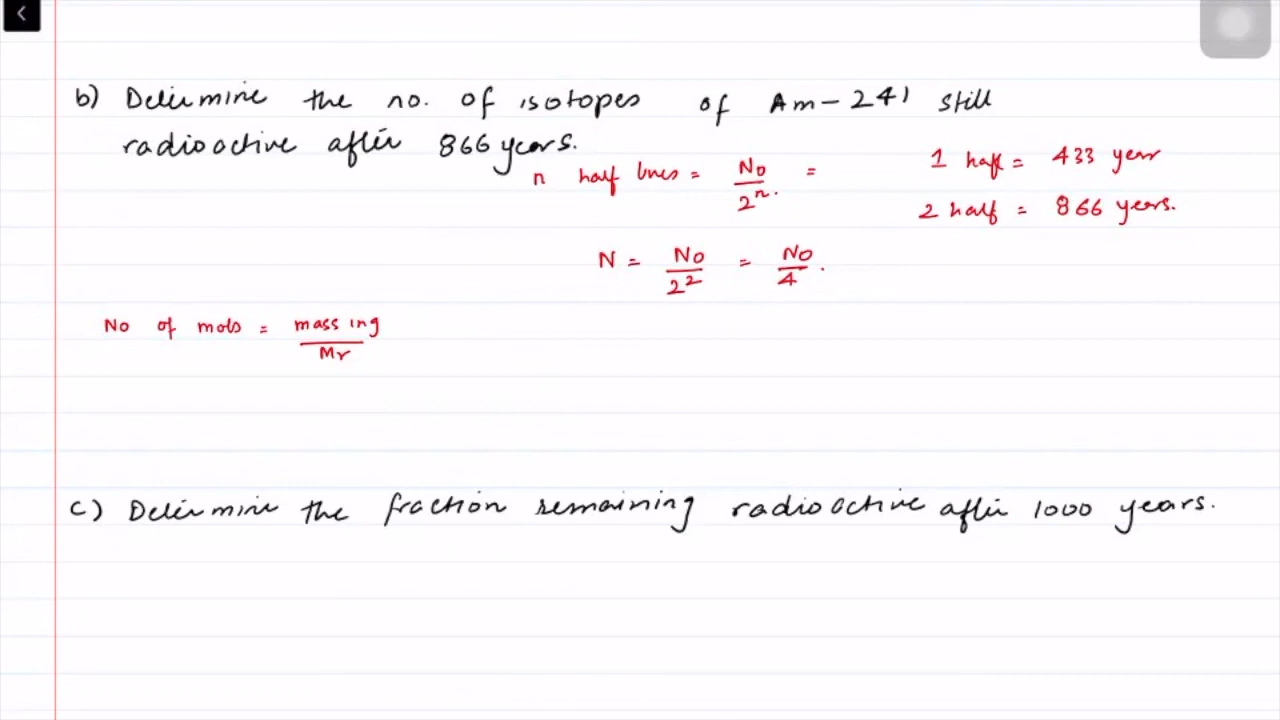 b) Determine the no. of isotopes of Am-241 still
radioactive after 866 years.
n half lives = No/2^n. =
1 half = 433 year
2 half = 866 years.
N = No/2^2 = No/4.
No of mols = mass in g/Mr
c) Determine the fraction remaining radioactive after 1000 years.